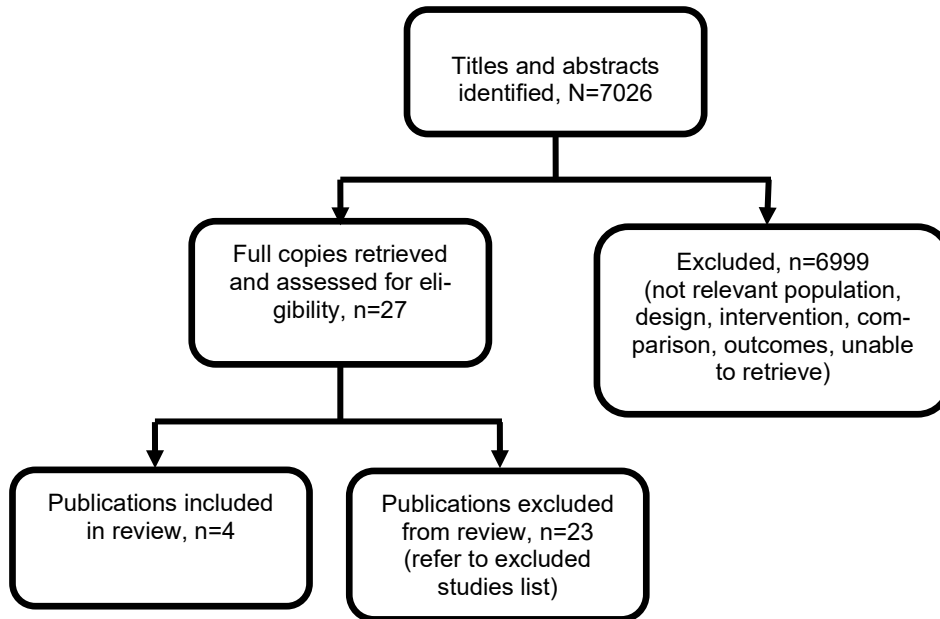 Titles and abstracts
identified, N=7026
Full copies retrieved
and assessed for eli-
gibility, n=27
Excluded, n=6999
(not relevant population,
design, intervention, com-
parison, outcomes, unable
to retrieve)
Publications included
in review, n=4
Publications excluded
from review, n=23
(refer to excluded
studies list)